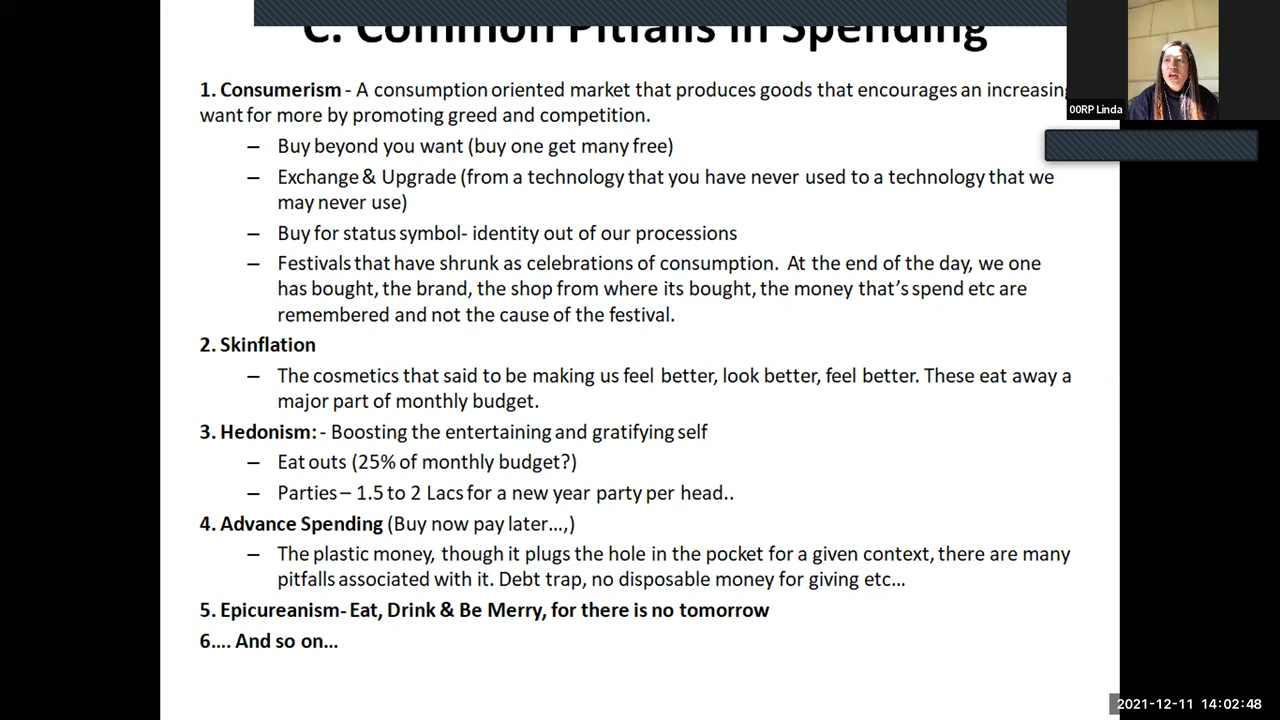 C. Common Pitfalls in Spending
1. Consumerism - A consumption oriented market that produces goods that encourages an increasing
want for more by promoting greed and competition.
– Buy beyond you want (buy one get many free)
– Exchange & Upgrade (from a technology that you have never used to a technology that we
may never use)
– Buy for status symbol- identity out of our processions
– Festivals that have shrunk as celebrations of consumption. At the end of the day, we one
has bought, the brand, the shop from where its bought, the money that's spend etc are
remembered and not the cause of the festival.
2. Skinflation
– The cosmetics that said to be making us feel better, look better, feel better. These eat away a
major part of monthly budget.
3. Hedonism: - Boosting the entertaining and gratifying self
– Eat outs (25% of monthly budget?)
– Parties – 1.5 to 2 Lacs for a new year party per head..
4. Advance Spending (Buy now pay later...,)
– The plastic money, though it plugs the hole in the pocket for a given context, there are many
pitfalls associated with it. Debt trap, no disposable money for giving etc...
5. Epicureanism- Eat, Drink & Be Merry, for there is no tomorrow
6.... And so on...
00RP Linda
2021-12-11 14:02:48